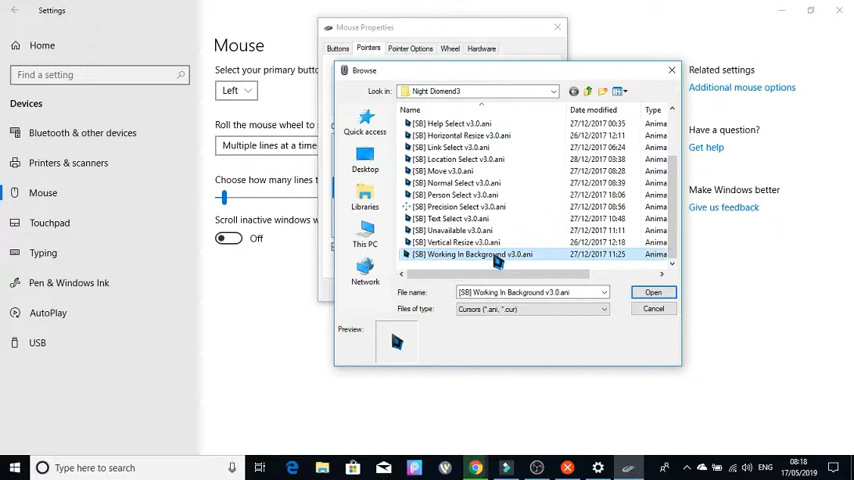 Settings
Home
Find a setting
Devices
Bluetooth & other devices
Printers & scanners
Mouse
Touchpad
Typing
Pen & Windows Ink
AutoPlay
USB
Mouse
Select your primary button
Left
Roll the mouse wheel to s
Multiple lines at a time
Choose how many lines t
Scroll inactive windows w
Off
Mouse Properties
Buttons
Pointers
Pointer Options
Wheel
Hardware
Browse
Look in:
Night Diomend3
Quick access
Desktop
Libraries
This PC
Network
Name Date modified Type
[SB] Help Select v3.0.ani 27/12/2017 00:35 Anima
[SB] Horizontal Resize v3.0.ani 26/12/2017 12:11 Anima
[SB] Link Select v3.0.ani 27/12/2017 06:24 Anima
[SB] Location Select v3.0.ani 28/12/2017 03:38 Anima
[SB] Move v3.0.ani 27/12/2017 08:28 Anima
[SB] Normal Select v3.0.ani 27/12/2017 08:39 Anima
[SB] Person Select v3.0.ani 27/12/2017 18:06 Anima
[SB] Precision Select v3.0.ani 27/12/2017 08:56 Anima
[SB] Text Select v3.0.ani 27/12/2017 10:48 Anima
[SB] Unavailable v3.0.ani 27/12/2017 11:11 Anima
[SB] Vertical Resize v3.0.ani 26/12/2017 12:18 Anima
[SB] Working In Background v3.0.ani 27/12/2017 11:25 Anima
File name: [SB] Working In Background v3.0.ani Open
Files of type: Cursors (*.ani, *.cur) Cancel
Preview:
Related settings
Additional mouse options
Have a question?
Get help
Make Windows better
Give us feedback
Type here to search
ENG
08:18
17/05/2019